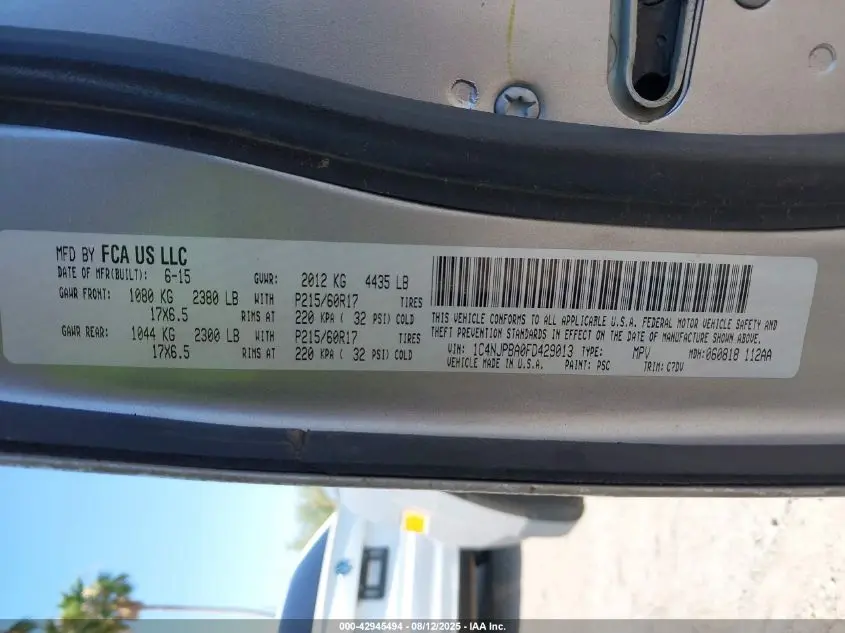 MFD BY FCA US LLC
DATE OF MFR(BUILT): 6-15 GVWR: 2012 KG 4435 LB
GAWR FRONT: 1080 KG 2380 LB WITH P215/60R17 TIRES
17X6.5 RIMS AT 220 KPA ( 32 PSI) COLD
GAWR REAR: 1044 KG 2300 LB WITH P215/60R17 TIRES
17X6.5 RIMS AT 220 KPA ( 32 PSI) COLD
THIS VEHICLE CONFORMS TO ALL APPLICABLE U.S.A. FEDERAL MOTOR VEHICLE SAFETY AND
THEFT PREVENTION STANDARDS IN EFFECT ON THE DATE OF MANUFACTURE SHOWN ABOVE.
VIN: 1C4NJPBA0FD429013 TYPE: MPV MDH: 060818 112AA
VEHICLE MADE IN U.S.A. PAINT: PSC TRIM: C7DV
000-42945494 - 08/12/2025 - IAA Inc.